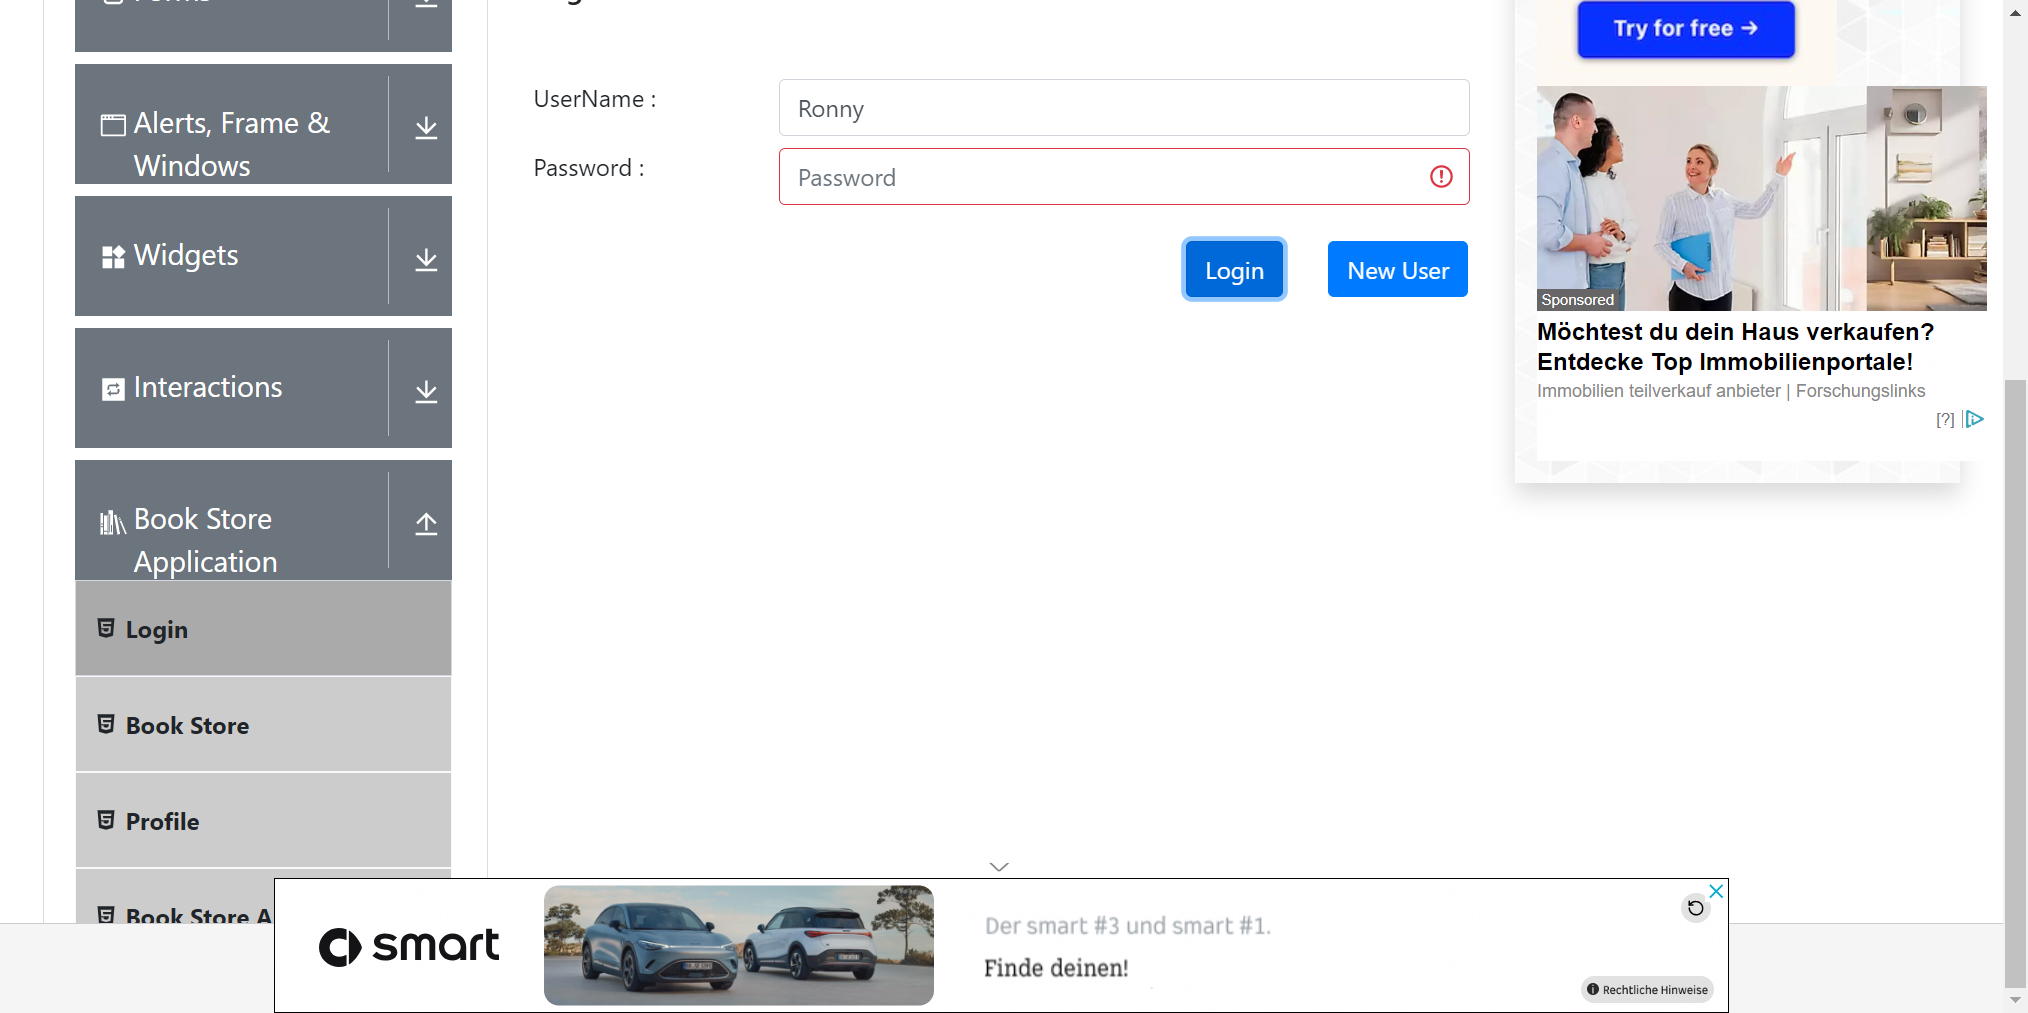 Alerts, Frame &
Windows
Widgets
Interactions
Book Store
Application
Login
Book Store
Profile
Book Store A
UserName :
Ronny
Password :
Password
Login
New User
Try for free →
Sponsored
Möchtest du dein Haus verkaufen?
Entdecke Top Immobilienportale!
Immobilien teilverkauf anbieter | Forschungslinks
[?]
smart
Der smart #3 und smart #1.
Finde deinen!
Rechtliche Hinweise